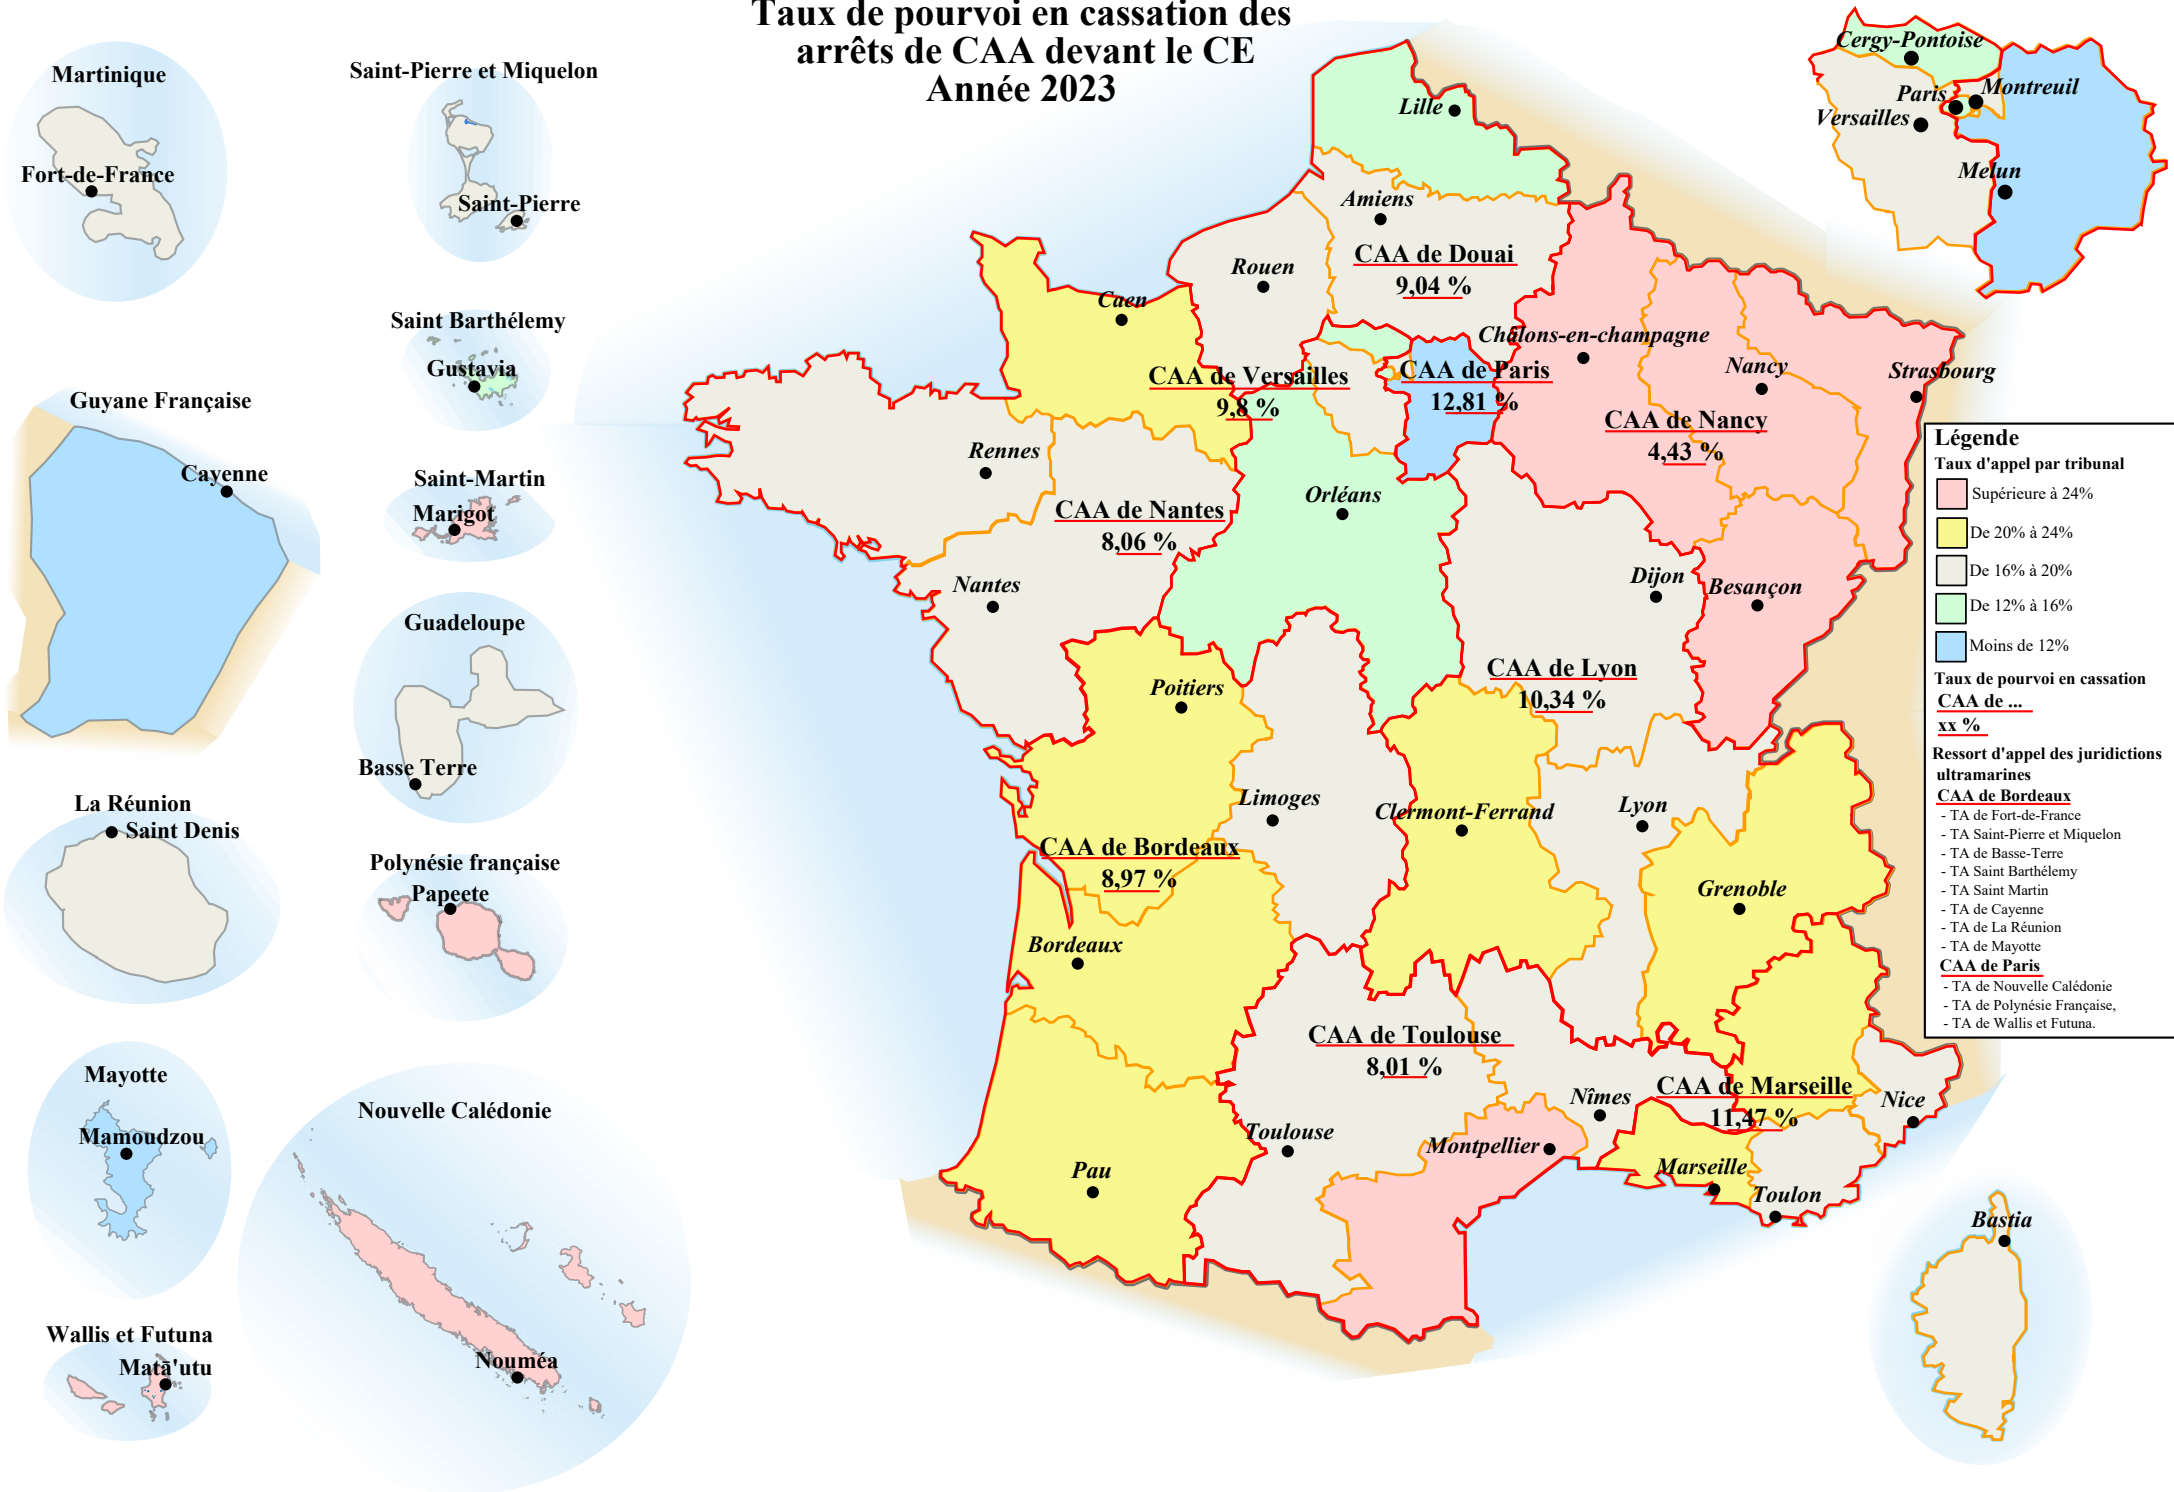 Taux de pourvoi en cassation des
arrêts de CAA devant le CE
Année 2023
Martinique
Fort-de-France
Saint-Pierre et Miquelon
Saint-Pierre
Saint Barthélemy
Gustavia
Guyane Française
Cayenne
Saint-Martin
Marigot
Guadeloupe
Basse Terre
La Réunion
Saint Denis
Polynésie française
Papeete
Mayotte
Mamoudzou
Nouvelle Calédonie
Nouméa
Wallis et Futuna
Matā'utu
Lille
Amiens
CAA de Douai
9,04 %
Rouen
Caen
Châlons-en-champagne
Nancy
Strasbourg
CAA de Versailles
9,8 %
CAA de Paris
12,81 %
CAA de Nancy
4,43 %
Rennes
Orléans
CAA de Nantes
8,06 %
Nantes
Dijon
Besançon
CAA de Lyon
10,34 %
Poitiers
Limoges
Clermont-Ferrand
Lyon
CAA de Bordeaux
8,97 %
Grenoble
Bordeaux
CAA de Toulouse
8,01 %
CAA de Marseille
11,47 %
Nîmes
Nice
Toulouse
Montpellier
Pau
Marseille
Toulon
Bastia
Cergy-Pontoise
Paris
Montreuil
Versailles
Melun
Légende
Taux d'appel par tribunal
Supérieure à 24%
De 20% à 24%
De 16% à 20%
De 12% à 16%
Moins de 12%
Taux de pourvoi en cassation
CAA de ...
xx %
Ressort d'appel des juridictions
ultramarines
CAA de Bordeaux
- TA de Fort-de-France
- TA Saint-Pierre et Miquelon
- TA de Basse-Terre
- TA Saint Barthélemy
- TA Saint Martin
- TA de Cayenne
- TA de La Réunion
- TA de Mayotte
CAA de Paris
- TA de Nouvelle Calédonie
- TA de Polynésie Française,
- TA de Wallis et Futuna.